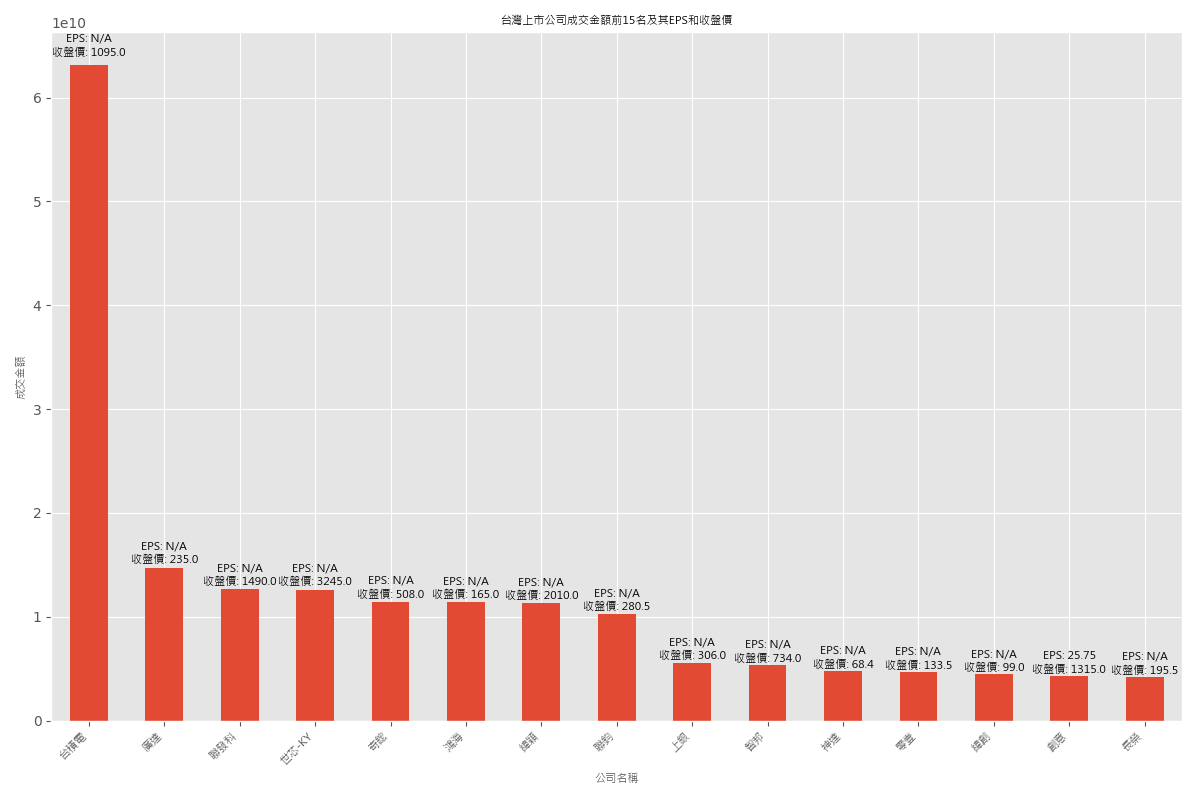 台灣上市公司成交金額前15名及其EPS和收盤價
1e10
6
5
4
3
2
1
0
成交金額
EPS: N/A
收盤價: 1095.0
EPS: N/A
收盤價: 235.0
EPS: N/A
收盤價: 1490.0
EPS: N/A
收盤價: 3245.0
EPS: N/A
收盤價: 508.0
EPS: N/A
收盤價: 165.0
EPS: N/A
收盤價: 2010.0
EPS: N/A
收盤價: 280.5
EPS: N/A
收盤價: 306.0
EPS: N/A
收盤價: 734.0
EPS: N/A
收盤價: 68.4
EPS: N/A
收盤價: 133.5
EPS: N/A
收盤價: 99.0
EPS: 25.75
收盤價: 1315.0
EPS: N/A
收盤價: 195.5
台積電
廣達
聯發科
世芯-KY
奇鋐
鴻海
緯穎
聯鈞
上銀
智邦
神達
零壹
緯創
創意
長榮
公司名稱